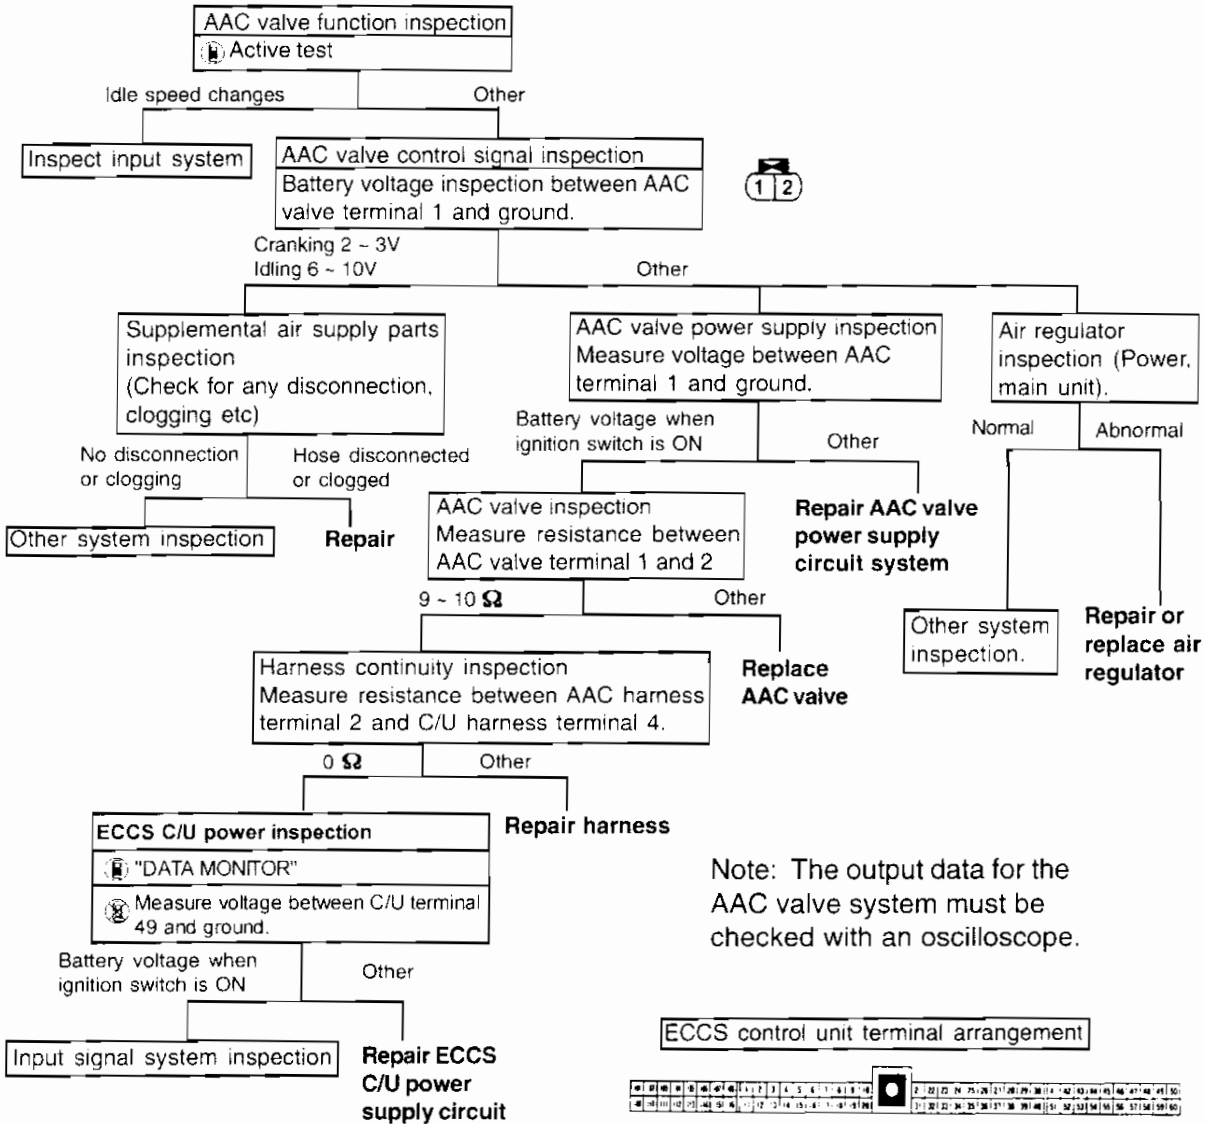 AAC valve function inspection
Active test
Idle speed changes
Other
Inspect input system
AAC valve control signal inspection
Battery voltage inspection between AAC
valve terminal 1 and ground.
1 2
Cranking 2 ~ 3V
Idling 6 ~ 10V
Other
Supplemental air supply parts
inspection
(Check for any disconnection,
clogging etc)
AAC valve power supply inspection
Measure voltage between AAC
terminal 1 and ground.
Air regulator
inspection (Power,
main unit).
No disconnection
or clogging
Hose disconnected
or clogged
Battery voltage when
ignition switch is ON
Other
Normal
Abnormal
Other system inspection
Repair
AAC valve inspection
Measure resistance between
AAC valve terminal 1 and 2
Repair AAC valve
power supply
circuit system
9 ~ 10 Ω
Other
Other system
inspection.
Repair or
replace air
regulator
Harness continuity inspection
Measure resistance between AAC harness
terminal 2 and C/U harness terminal 4.
Replace
AAC valve
0 Ω
Other
ECCS C/U power inspection
"DATA MONITOR"
Measure voltage between C/U terminal
49 and ground.
Repair harness
Note: The output data for the
AAC valve system must be
checked with an oscilloscope.
Battery voltage when
ignition switch is ON
Other
Input signal system inspection
Repair ECCS
C/U power
supply circuit
ECCS control unit terminal arrangement